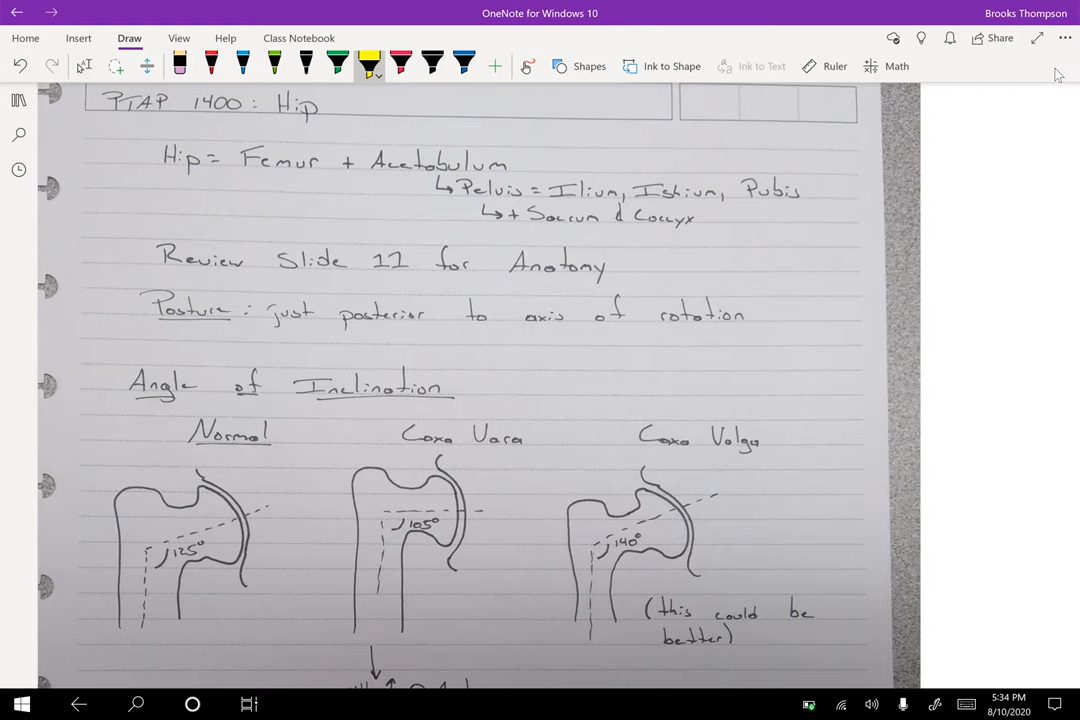 OneNote for Windows 10
Brooks Thompson
Home Insert Draw View Help Class Notebook
Share
Shapes Ink to Shape Ink to Text Ruler Math
PTAP 1400: Hip
Hip = Femur + Acetabulum
↳ Pelvis = Ilium, Ishium, Pubis
↳ + Sacrum & Coccyx
Review Slide 11 for Anatomy
Posture: just posterior to axis of rotation
Angle of Inclination
Normal Coxa Vara Coxa Valga
125° 105° 140°
(this could be
better)
5:34 PM
8/10/2020